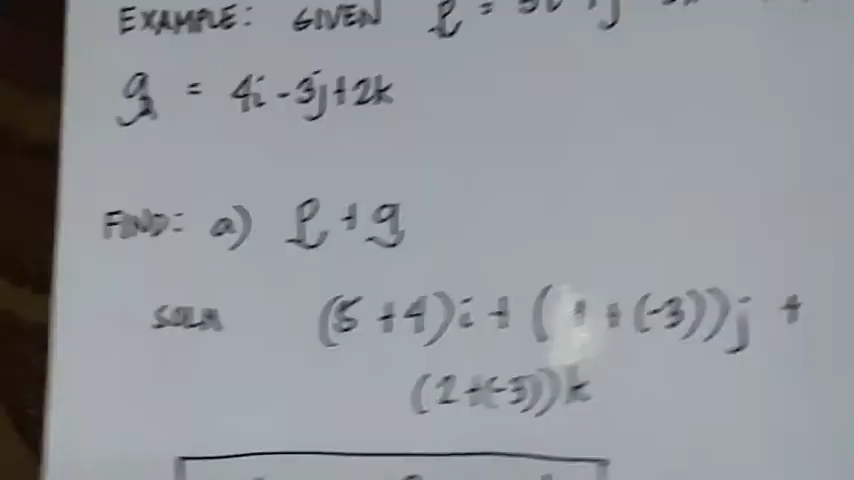 EXAMPLE: GIVEN p =
q = 4i - 3j + 2k
FIND: a) p + q
SOLN (5 + 4)i + ( + (-3))j +
(2 + (-3))k